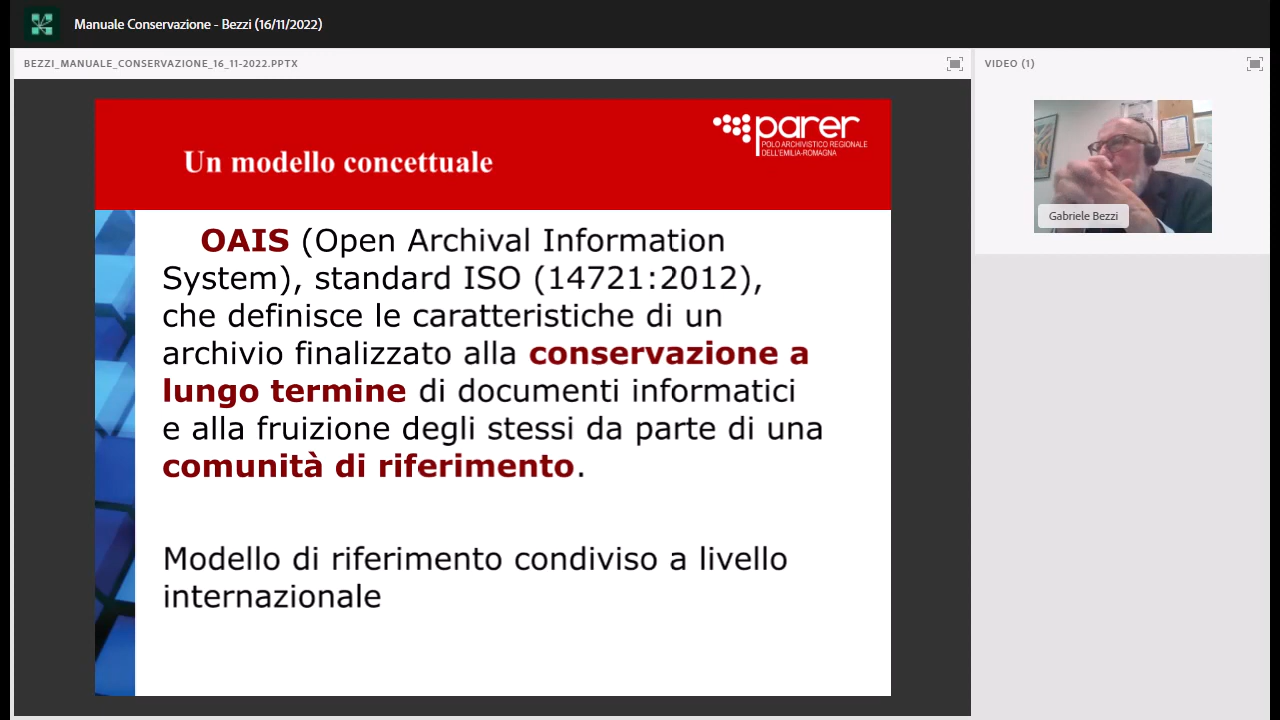 Manuale Conservazione - Bezzi (16/11/2022)
BEZZI_MANUALE_CONSERVAZIONE_16_11-2022.PPTX
VIDEO (1)
parer
POLO ARCHIVISTICO REGIONALE
DELL'EMILIA-ROMAGNA
Un modello concettuale
OAIS (Open Archival Information
System), standard ISO (14721:2012),
che definisce le caratteristiche di un
archivio finalizzato alla conservazione a
lungo termine di documenti informatici
e alla fruizione degli stessi da parte di una
comunità di riferimento.
Modello di riferimento condiviso a livello
internazionale
Gabriele Bezzi